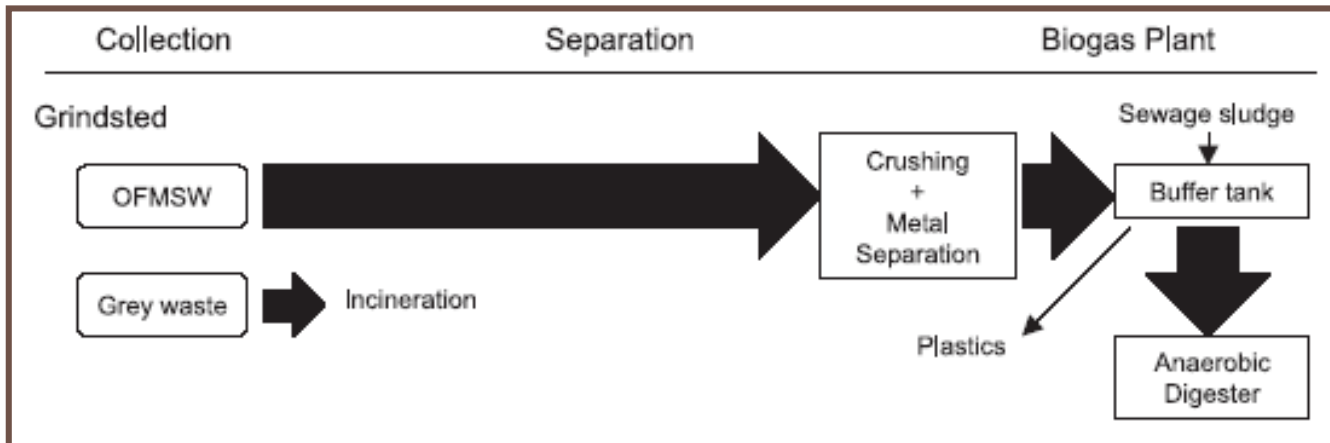 Collection Separation Biogas Plant
Grindsted
Sewage sludge
OFMSW
Crushing
+
Metal
Separation
Buffer tank
Grey waste
Incineration
Plastics
Anaerobic
Digester